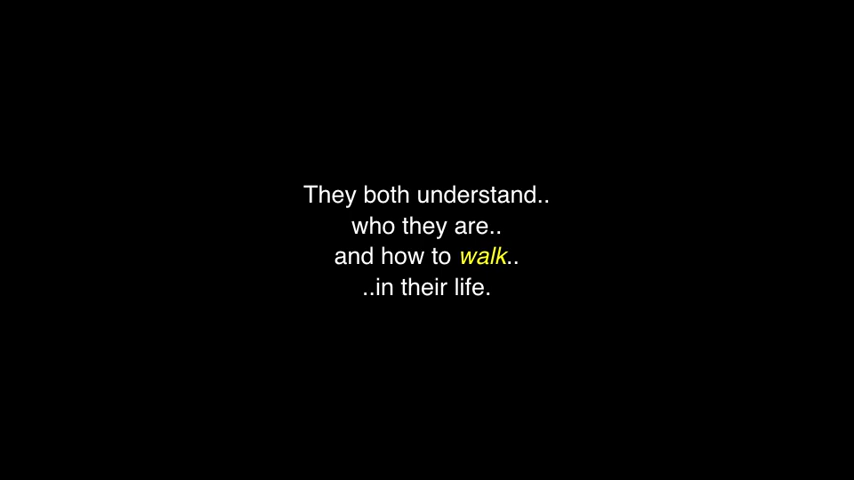 They both understand..
who they are..
and how to walk..
..in their life.